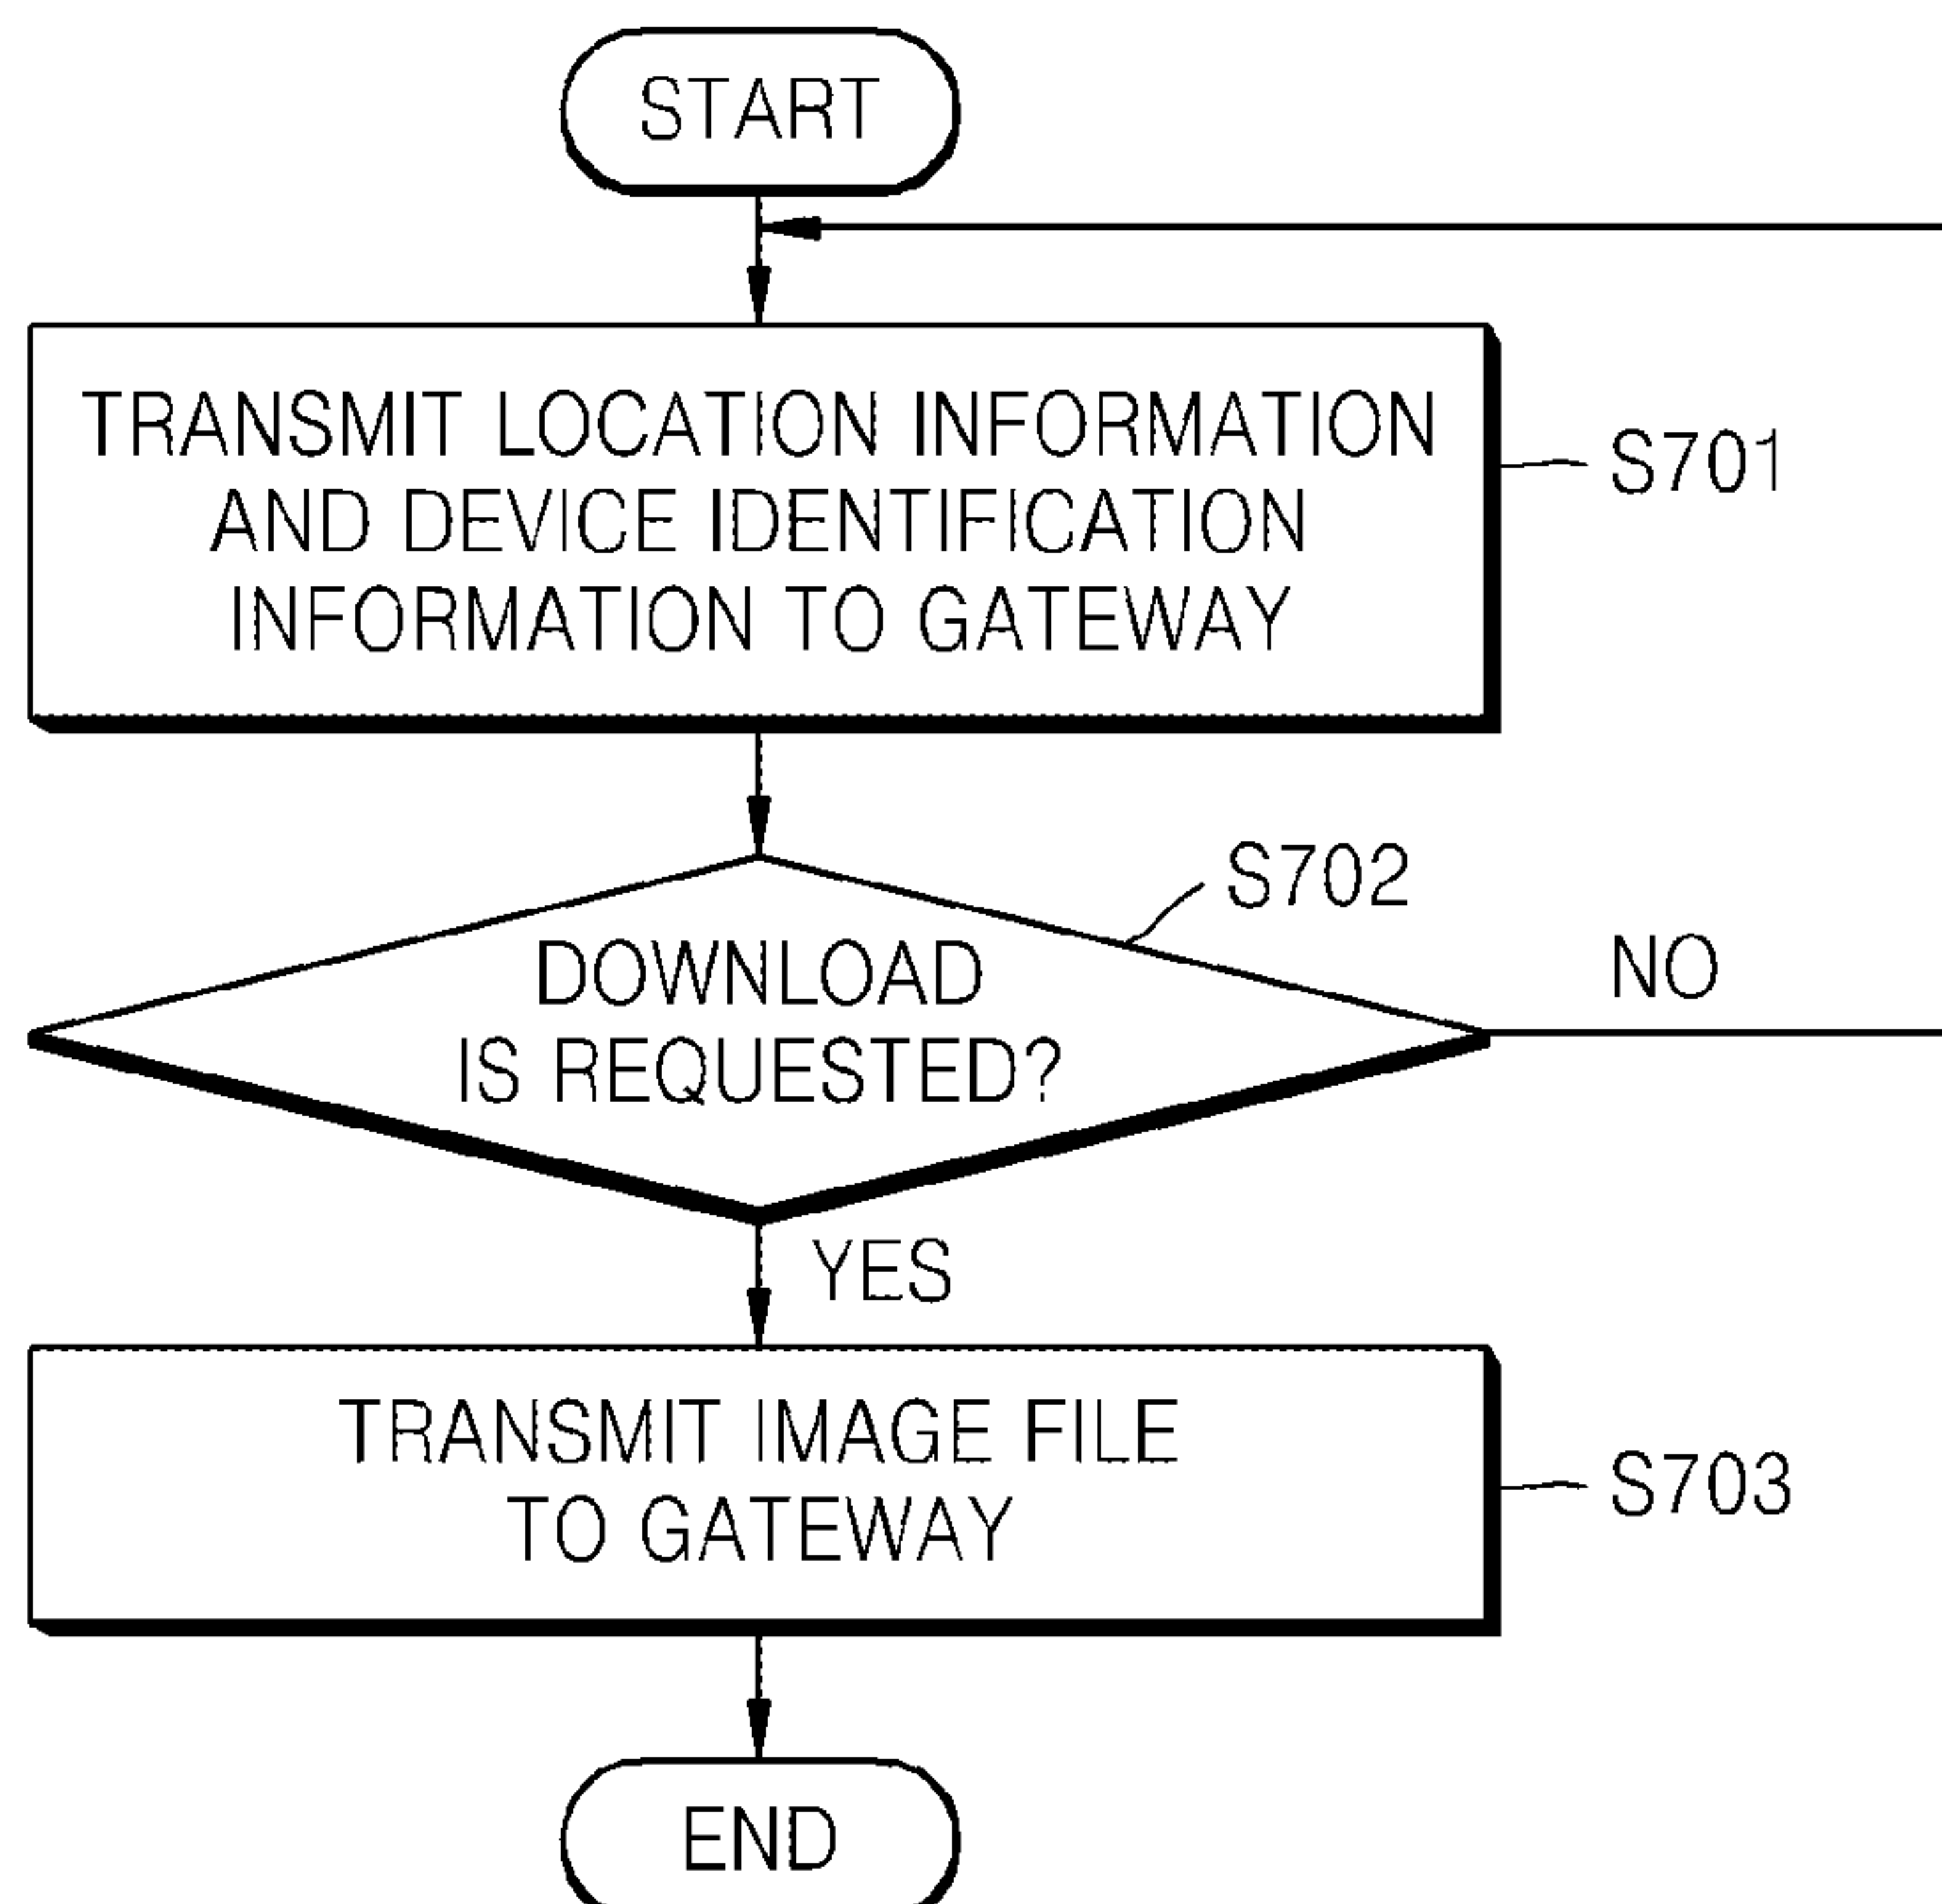 START
TRANSMIT LOCATION INFORMATION
AND DEVICE IDENTIFICATION
INFORMATION TO GATEWAY
S701
S702
DOWNLOAD
IS REQUESTED?
NO
YES
TRANSMIT IMAGE FILE
TO GATEWAY
S703
END